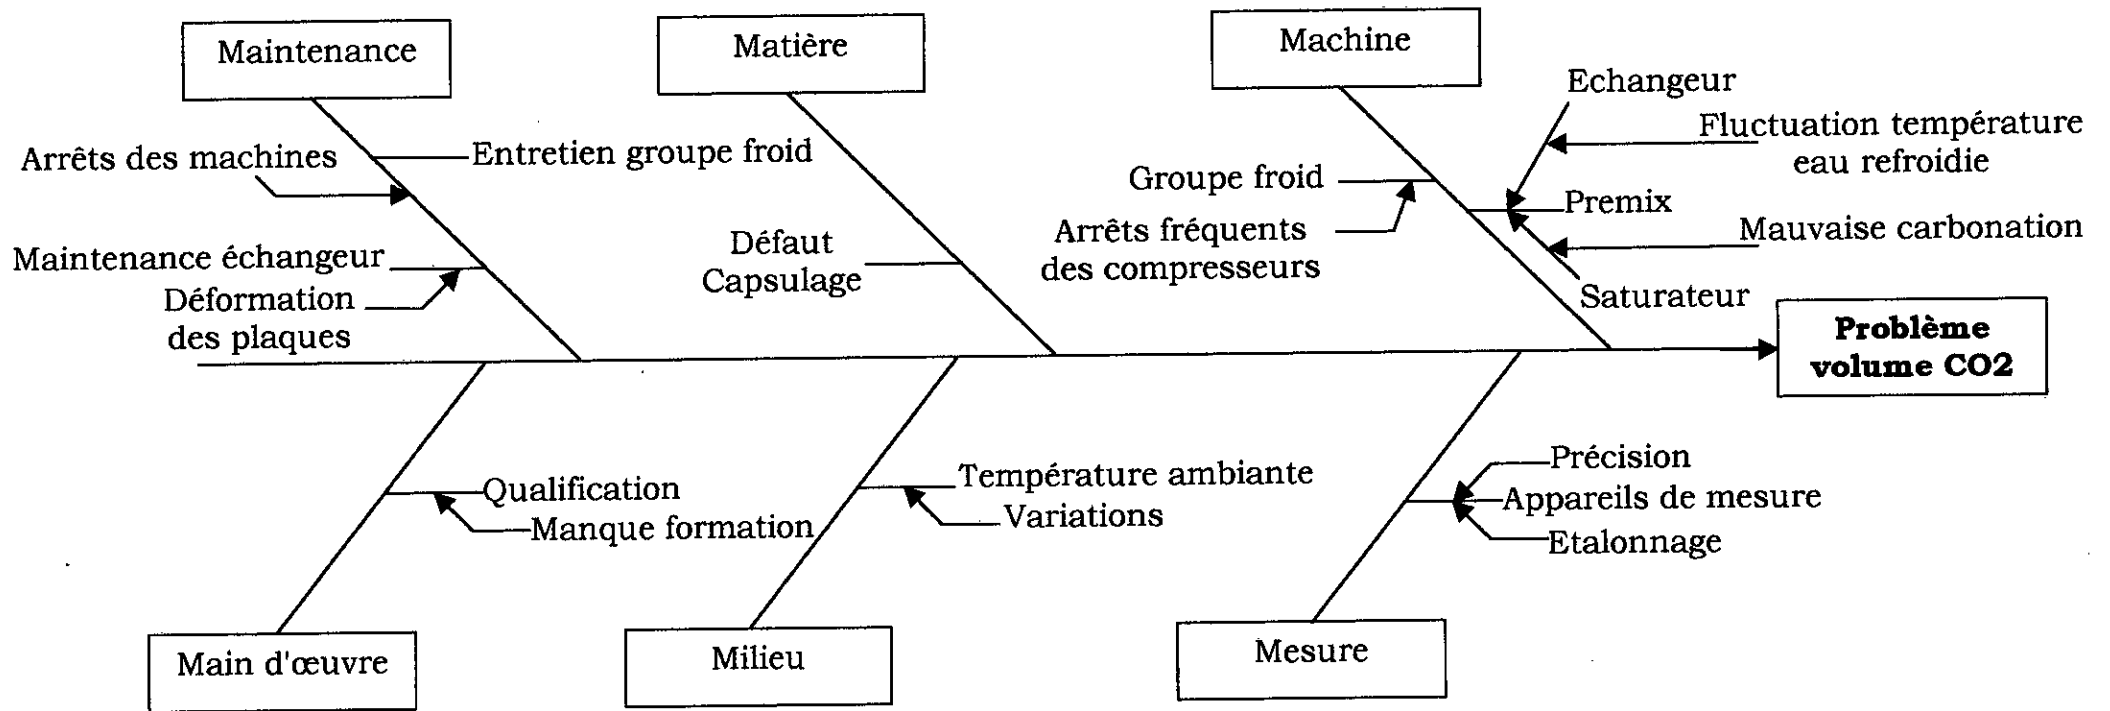 Maintenance
Matière
Machine
Echangeur
Fluctuation température
eau refroidie
Arrêts des machines
Entretien groupe froid
Groupe froid
Premix
Arrêts fréquents
des compresseurs
Mauvaise carbonation
Défaut
Capsulage
Maintenance échangeur
Déformation
des plaques
Saturateur
Problème
volume CO2
Qualification
Manque formation
Température ambiante
Variations
Précision
Appareils de mesure
Etalonnage
Main d'œuvre
Milieu
Mesure